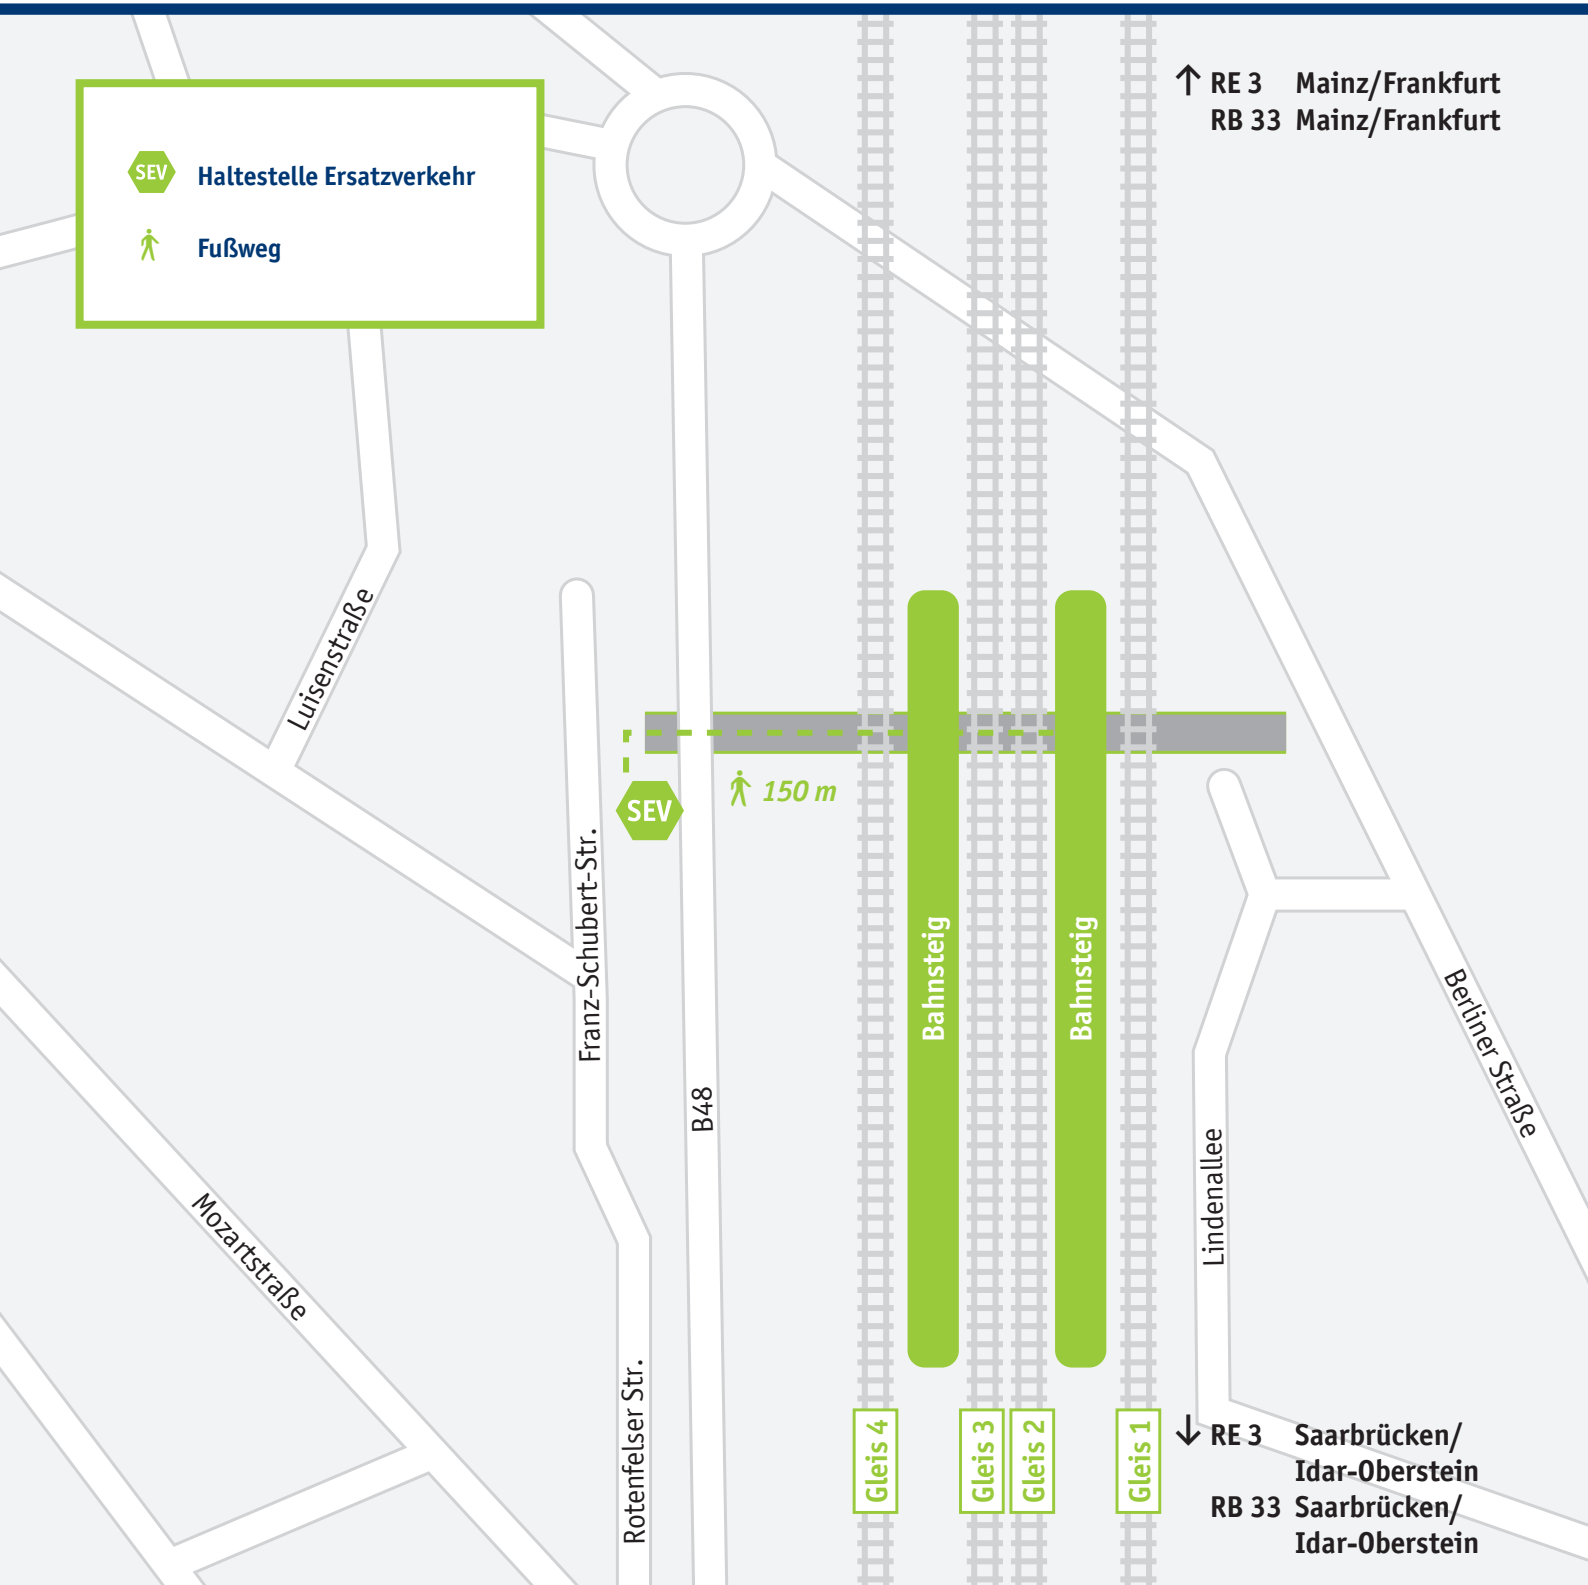 ↑ RE 3 Mainz/Frankfurt
RB 33 Mainz/Frankfurt
SEV Haltestelle Ersatzverkehr
Fußweg
Luisenstraße
SEV
150 m
Franz-Schubert-Str.
Bahnsteig
Bahnsteig
B48
Berliner Straße
Lindenallee
Mozartstraße
Rotenfelser Str.
Gleis 4
Gleis 3
Gleis 2
Gleis 1
↓ RE 3 Saarbrücken/
Idar-Oberstein
RB 33 Saarbrücken/
Idar-Oberstein